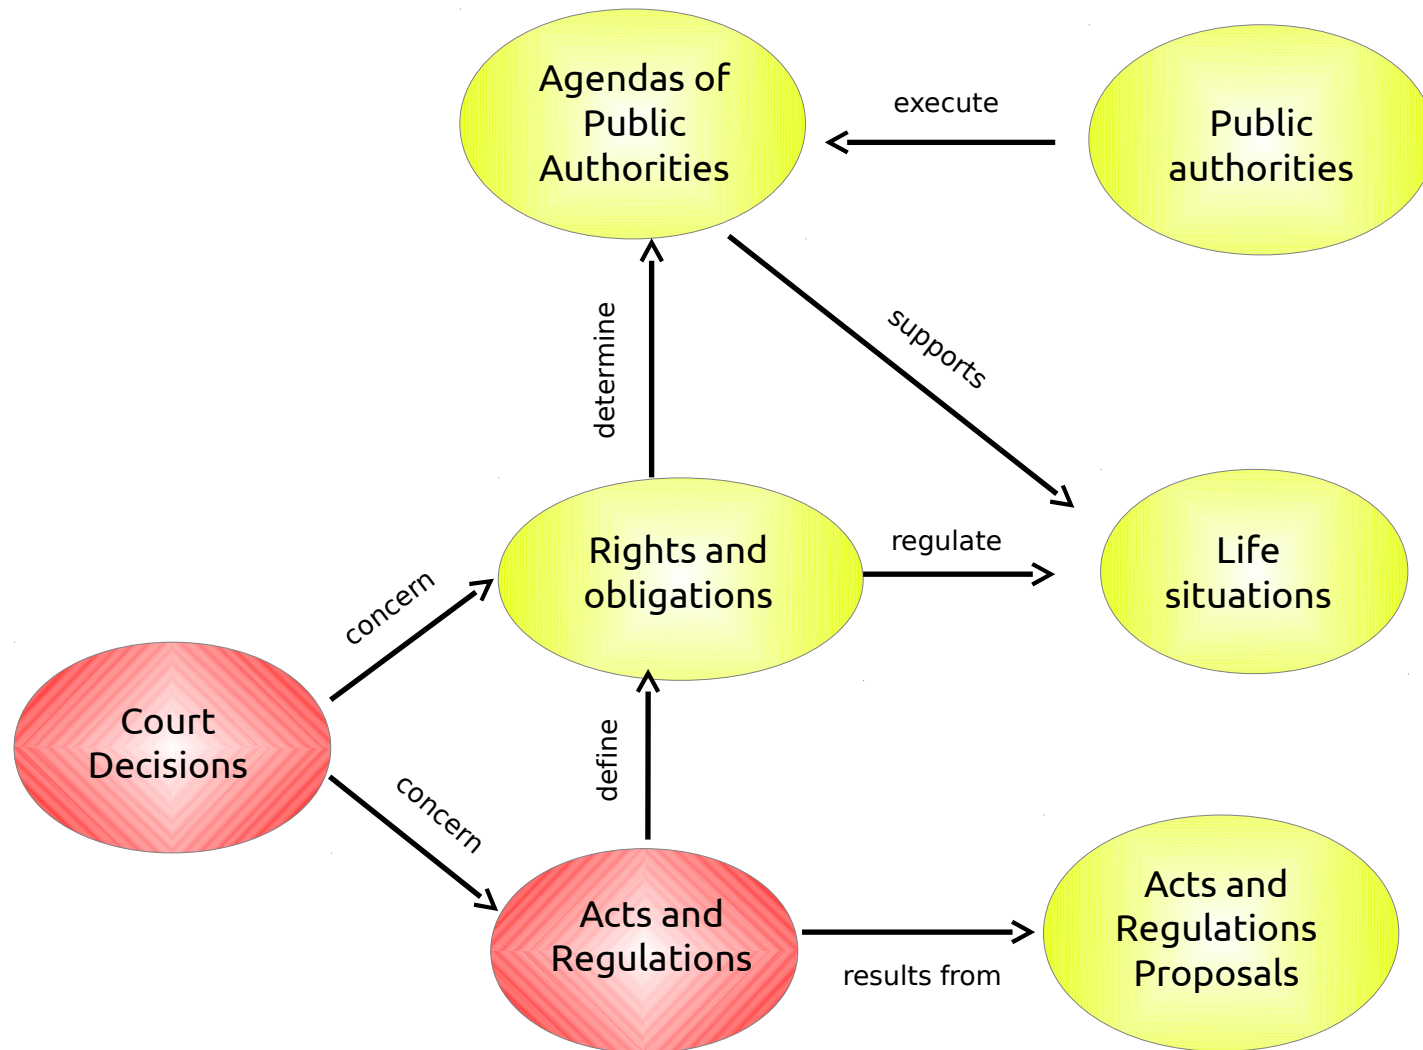 Agendas of
Public
Authorities
execute
Public
authorities
determine
supports
Rights and
obligations
regulate
Life
situations
concern
Court
Decisions
concern
define
Acts and
Regulations
results from
Acts and
Regulations
Proposals